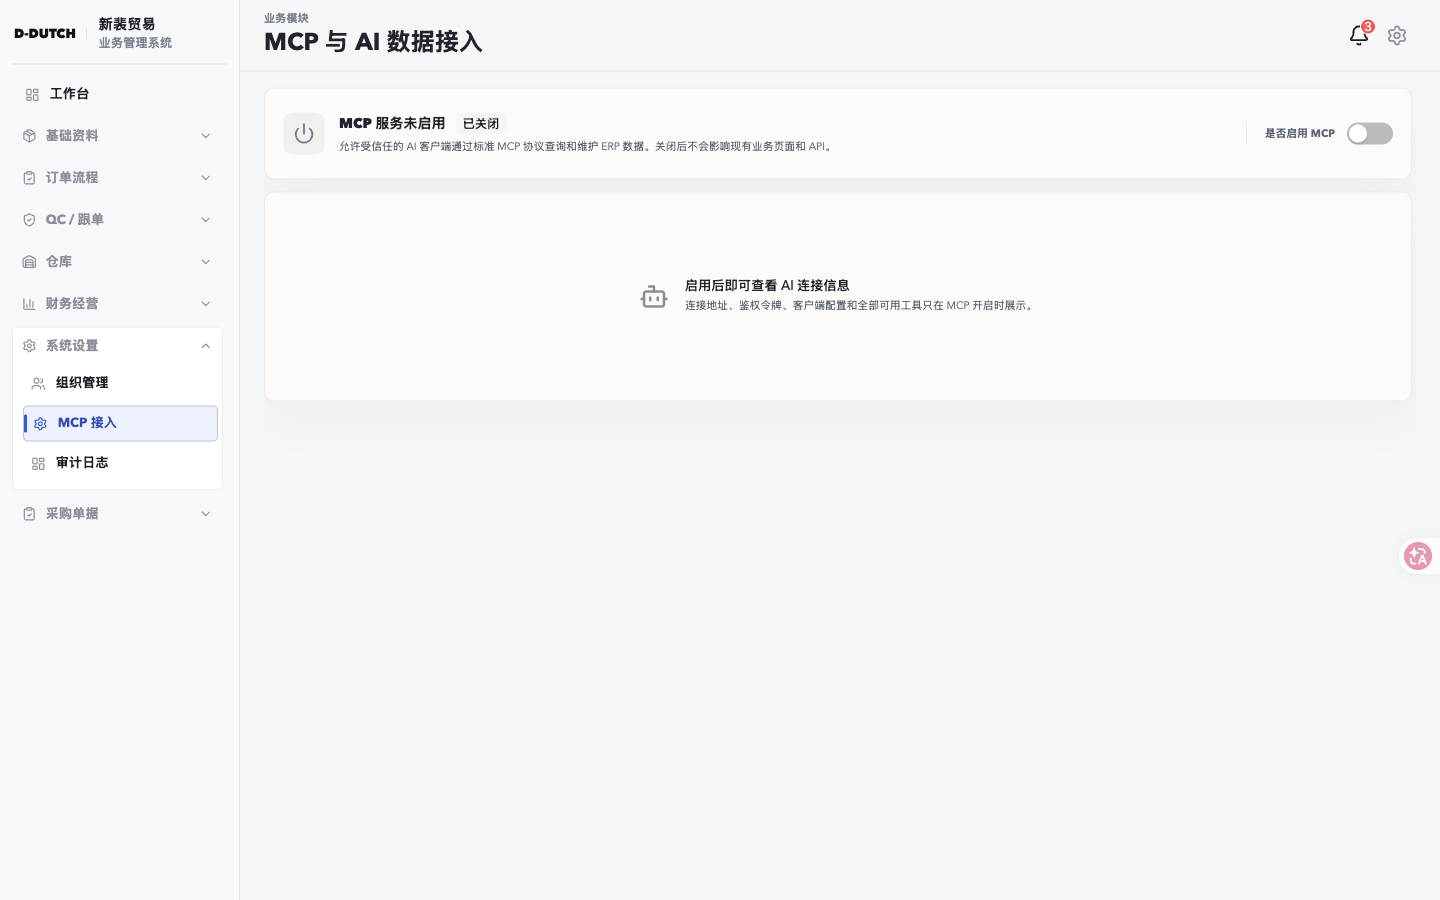 D-DUTCH
新裴贸易
业务管理系统
工作台
基础资料
订单流程
QC / 跟单
仓库
财务经营
系统设置
组织管理
MCP 接入
审计日志
采购单据
业务模块
MCP 与 AI 数据接入
3
MCP 服务未启用
已关闭
允许受信任的 AI 客户端通过标准 MCP 协议查询和维护 ERP 数据。关闭后不会影响现有业务页面和 API。
是否启用 MCP
启用后即可查看 AI 连接信息
连接地址、鉴权令牌、客户端配置和全部可用工具只在 MCP 开启时展示。